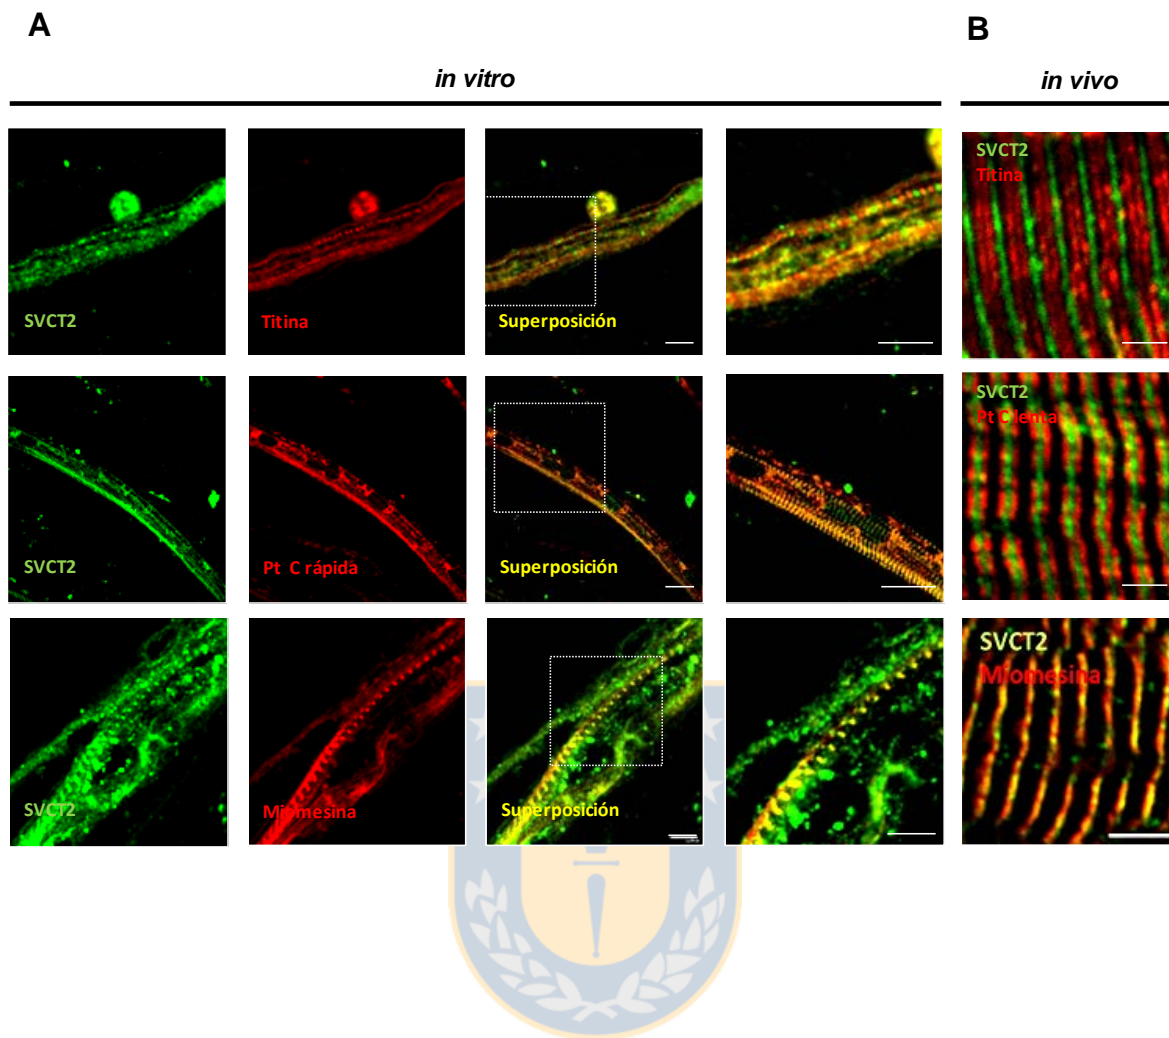 A
B
in vitro
in vivo
SVCT2
Titina
Superposición
SVCT2
Titina
SVCT2
Pt C rápida
Superposición
SVCT2
Pt C lenta
SVCT2
Miomesina
Superposición
SVCT2
Miomesina